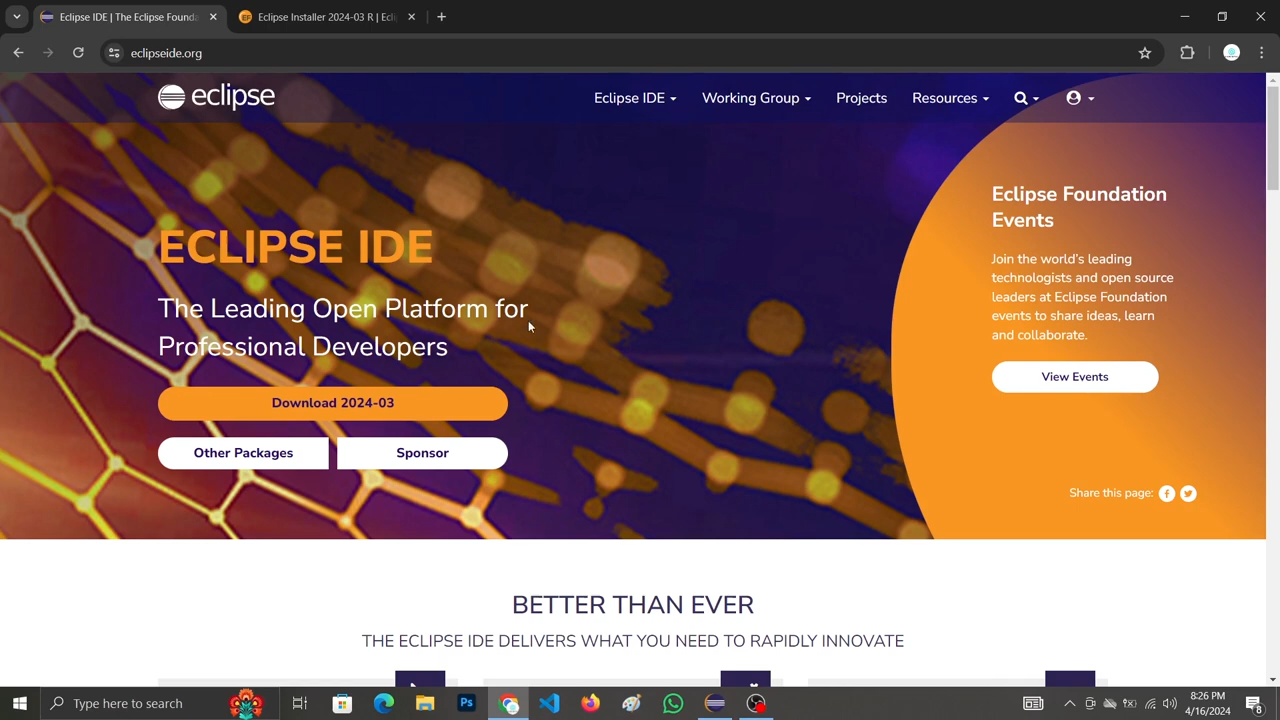 Eclipse IDE | The Eclipse Founda
Eclipse Installer 2024-03 R | Ecli
eclipseide.org
eclipse
Eclipse IDE
Working Group
Projects
Resources
ECLIPSE IDE
The Leading Open Platform for
Professional Developers
Download 2024-03
Other Packages
Sponsor
Eclipse Foundation
Events
Join the world's leading
technologists and open source
leaders at Eclipse Foundation
events to share ideas, learn
and collaborate.
View Events
Share this page:
BETTER THAN EVER
THE ECLIPSE IDE DELIVERS WHAT YOU NEED TO RAPIDLY INNOVATE
Type here to search
Ps
8:26 PM
4/16/2024
8